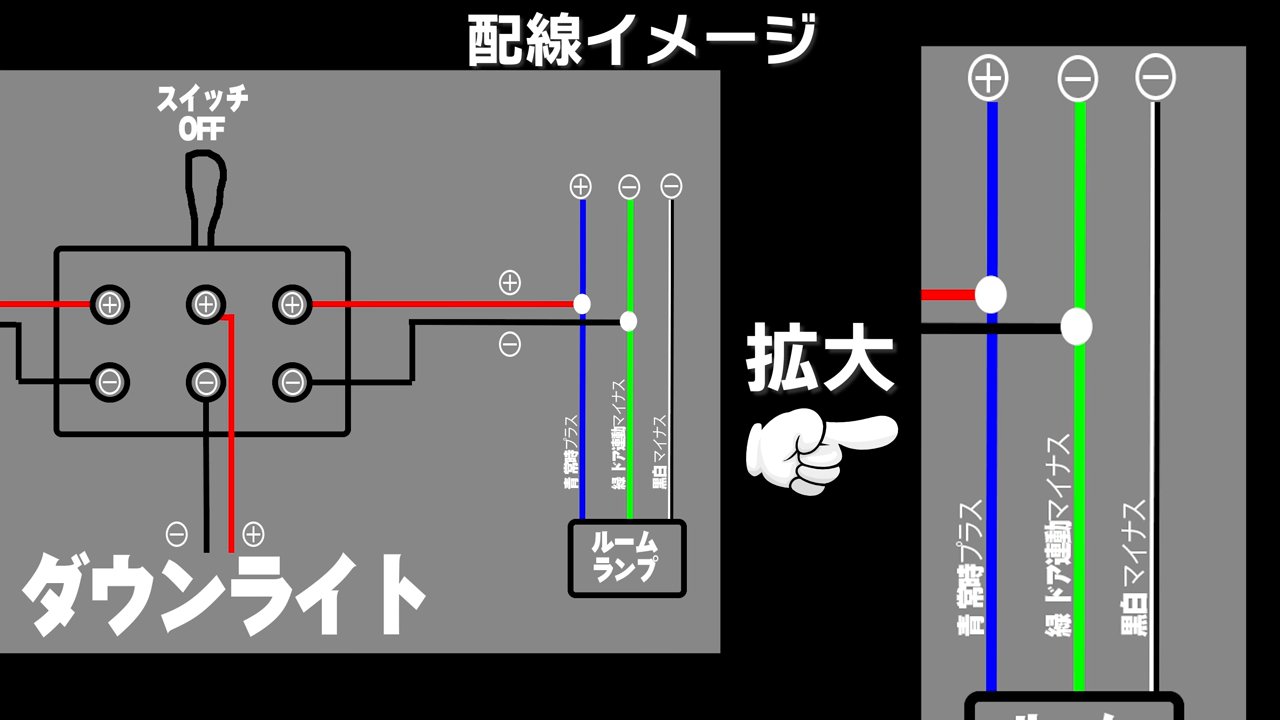 配線イメージ
スイッチ
OFF
⊕
⊖
⊖
⊕
⊕
⊕
⊕
⊖
⊖
⊖
⊖
青 常時プラス
緑 ドア連動マイナス
黒白 マイナス
⊖
⊕
ルーム
ランプ
ダウンライト
拡大
⊕
⊖
⊖
青 常時プラス
緑 ドア連動マイナス
黒白 マイナス
ルーム